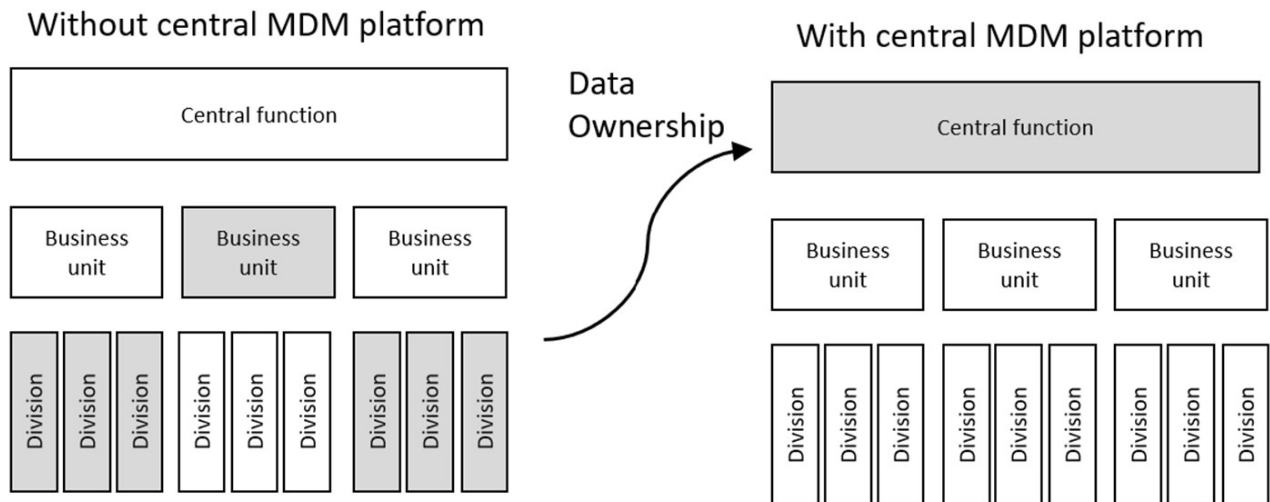 Without central MDM platform
Central function
Business
unit
Business
unit
Business
unit
Division
Division
Division
Division
Division
Division
Division
Division
Division
Data
Ownership
With central MDM platform
Central function
Business
unit
Business
unit
Business
unit
Division
Division
Division
Division
Division
Division
Division
Division
Division